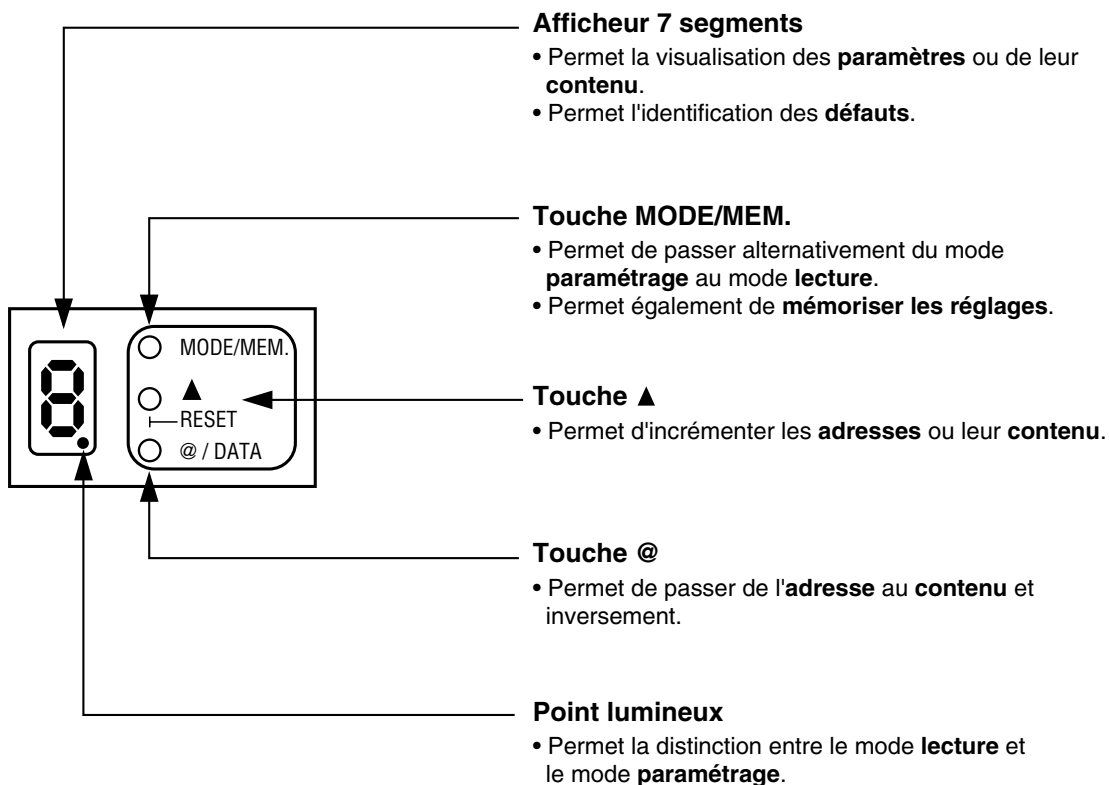 Afficheur 7 segments
• Permet la visualisation des paramètres ou de leur
contenu.
• Permet l'identification des défauts.
Touche MODE/MEM.
• Permet de passer alternativement du mode
paramétrage au mode lecture.
• Permet également de mémoriser les réglages.
8.
MODE/MEM.
▲
RESET
@ / DATA
Touche ▲
• Permet d'incrémenter les adresses ou leur contenu.
Touche @
• Permet de passer de l'adresse au contenu et
inversement.
Point lumineux
• Permet la distinction entre le mode lecture et
le mode paramétrage.